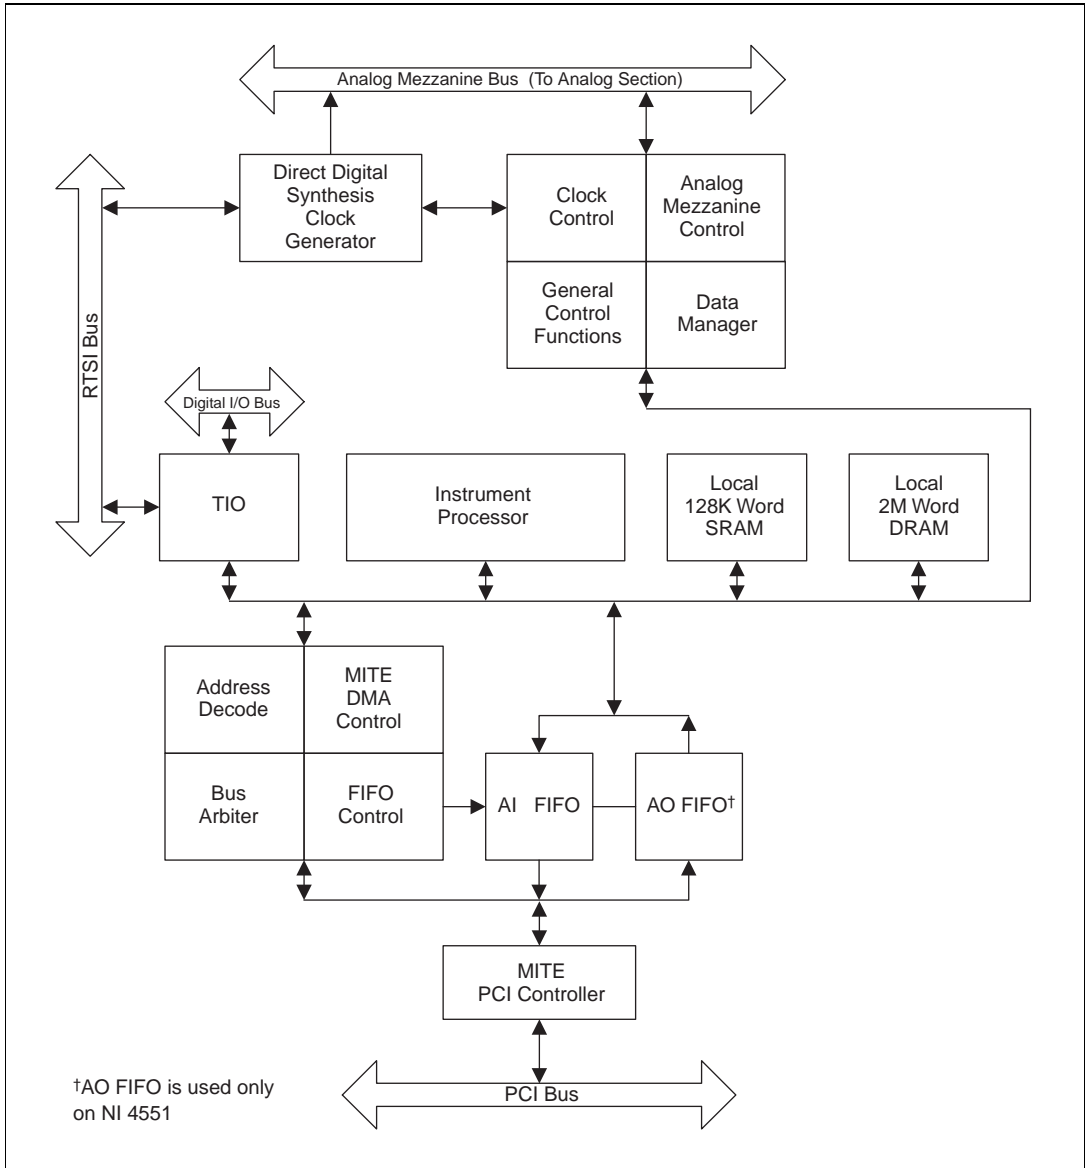 Analog Mezzanine Bus (To Analog Section)
Direct Digital
Synthesis
Clock
Generator
Clock
Control
Analog
Mezzanine
Control
General
Control
Functions
Data
Manager
RTSI Bus
Digital I/O Bus
TIO
Instrument
Processor
Local
128K Word
SRAM
Local
2M Word
DRAM
Address
Decode
MITE
DMA
Control
Bus
Arbiter
FIFO
Control
AI FIFO
AO FIFO†
MITE
PCI Controller
PCI Bus
†AO FIFO is used only
on NI 4551